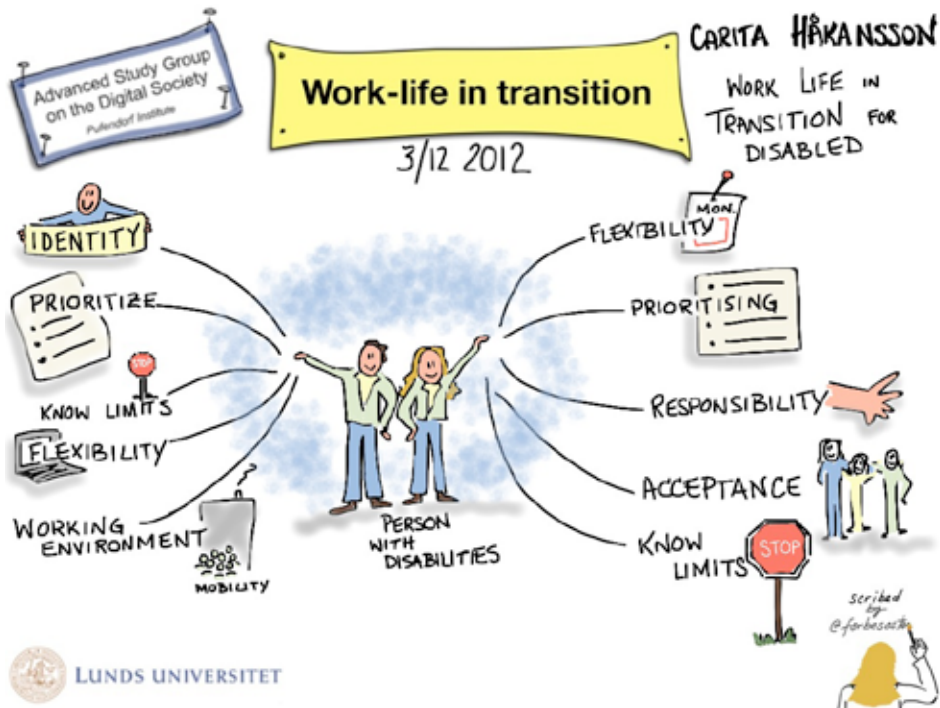 Advanced Study Group
on the Digital Society
Pufendorf Institute
Work-life in transition
3/12 2012
CARITA HÅKANSSON
WORK LIFE IN
TRANSITION FOR
DISABLED
IDENTITY
PRIORITIZE
STOP
KNOW LIMITS
FLEXIBILITY
WORKING
ENVIRONMENT
MOBILITY
PERSON
WITH
DISABILITIES
MON.
FLEXIBILITY
PRIORITISING
RESPONSIBILITY
ACCEPTANCE
KNOW
LIMITS
STOP
scribed
by
LUNDS UNIVERSITET